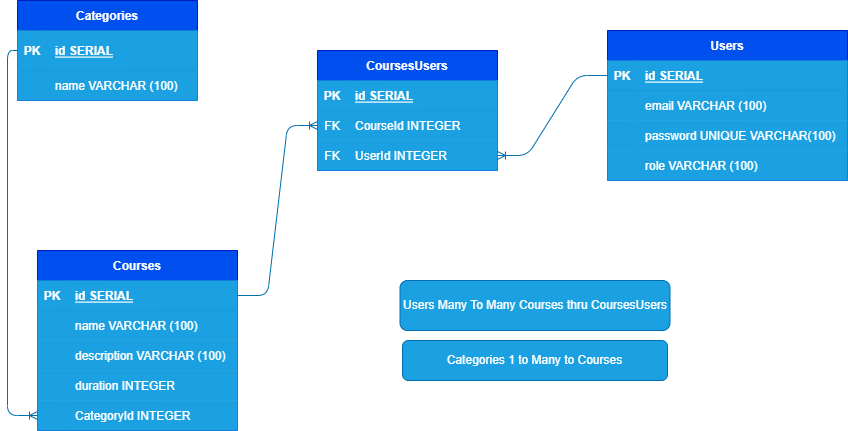 Categories
PK id SERIAL
name VARCHAR (100)
CoursesUsers
PK id SERIAL
FK CourseId INTEGER
FK UserId INTEGER
Users
PK id SERIAL
email VARCHAR (100)
password UNIQUE VARCHAR(100)
role VARCHAR (100)
Courses
PK id SERIAL
name VARCHAR (100)
description VARCHAR (100)
duration INTEGER
CategoryId INTEGER
Users Many To Many Courses thru CoursesUsers
Categories 1 to Many to Courses